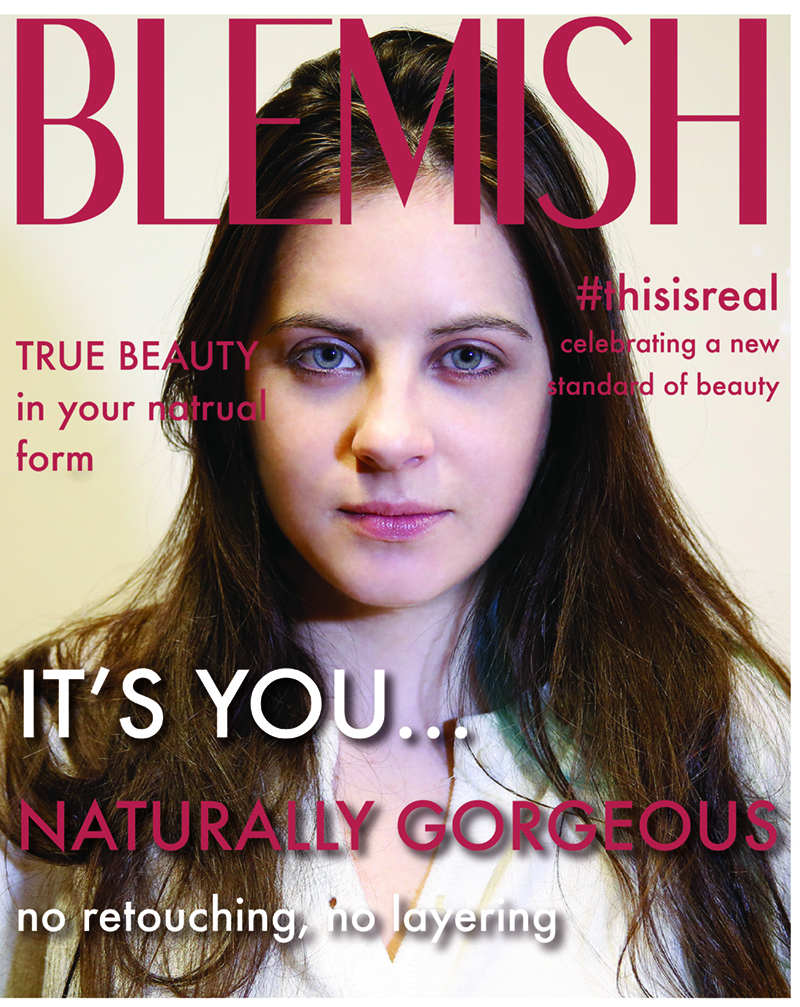 BLEMISH
#thisisreal
celebrating a new
standard of beauty
TRUE BEAUTY
in your natrual
form
IT'S YOU...
NATURALLY GORGEOUS
no retouching, no layering